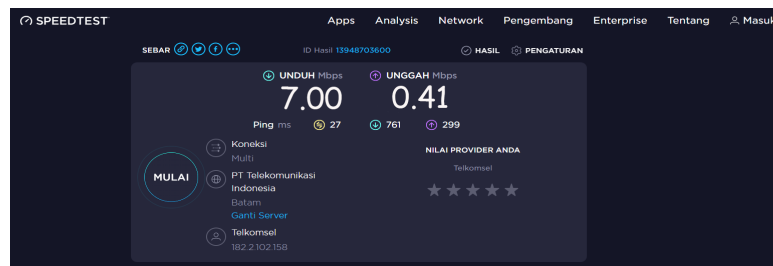 SPEEDTEST Apps Analysis Network Pengembang Enterprise Tentang Masuk
SEBAR ID Hasil 13948703600 HASIL PENGATURAN
UNDUH Mbps UNGGAH Mbps
7.00 0.41
Ping ms 27 761 299
Koneksi
Multi
NILAI PROVIDER ANDA
Telkomsel
MULAI
PT Telekomunikasi
Indonesia
Batam
Ganti Server
Telkomsel
182.2.102.158